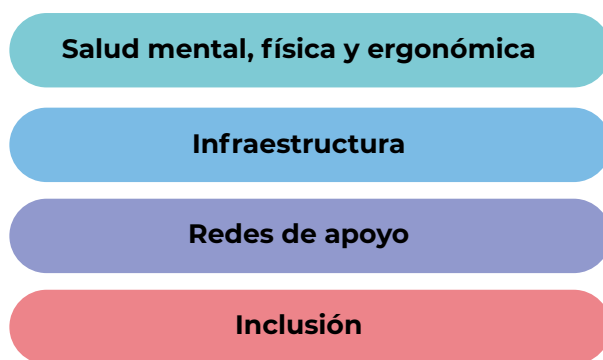 Salud mental, física y ergonómica
Infraestructura
Redes de apoyo
Inclusión